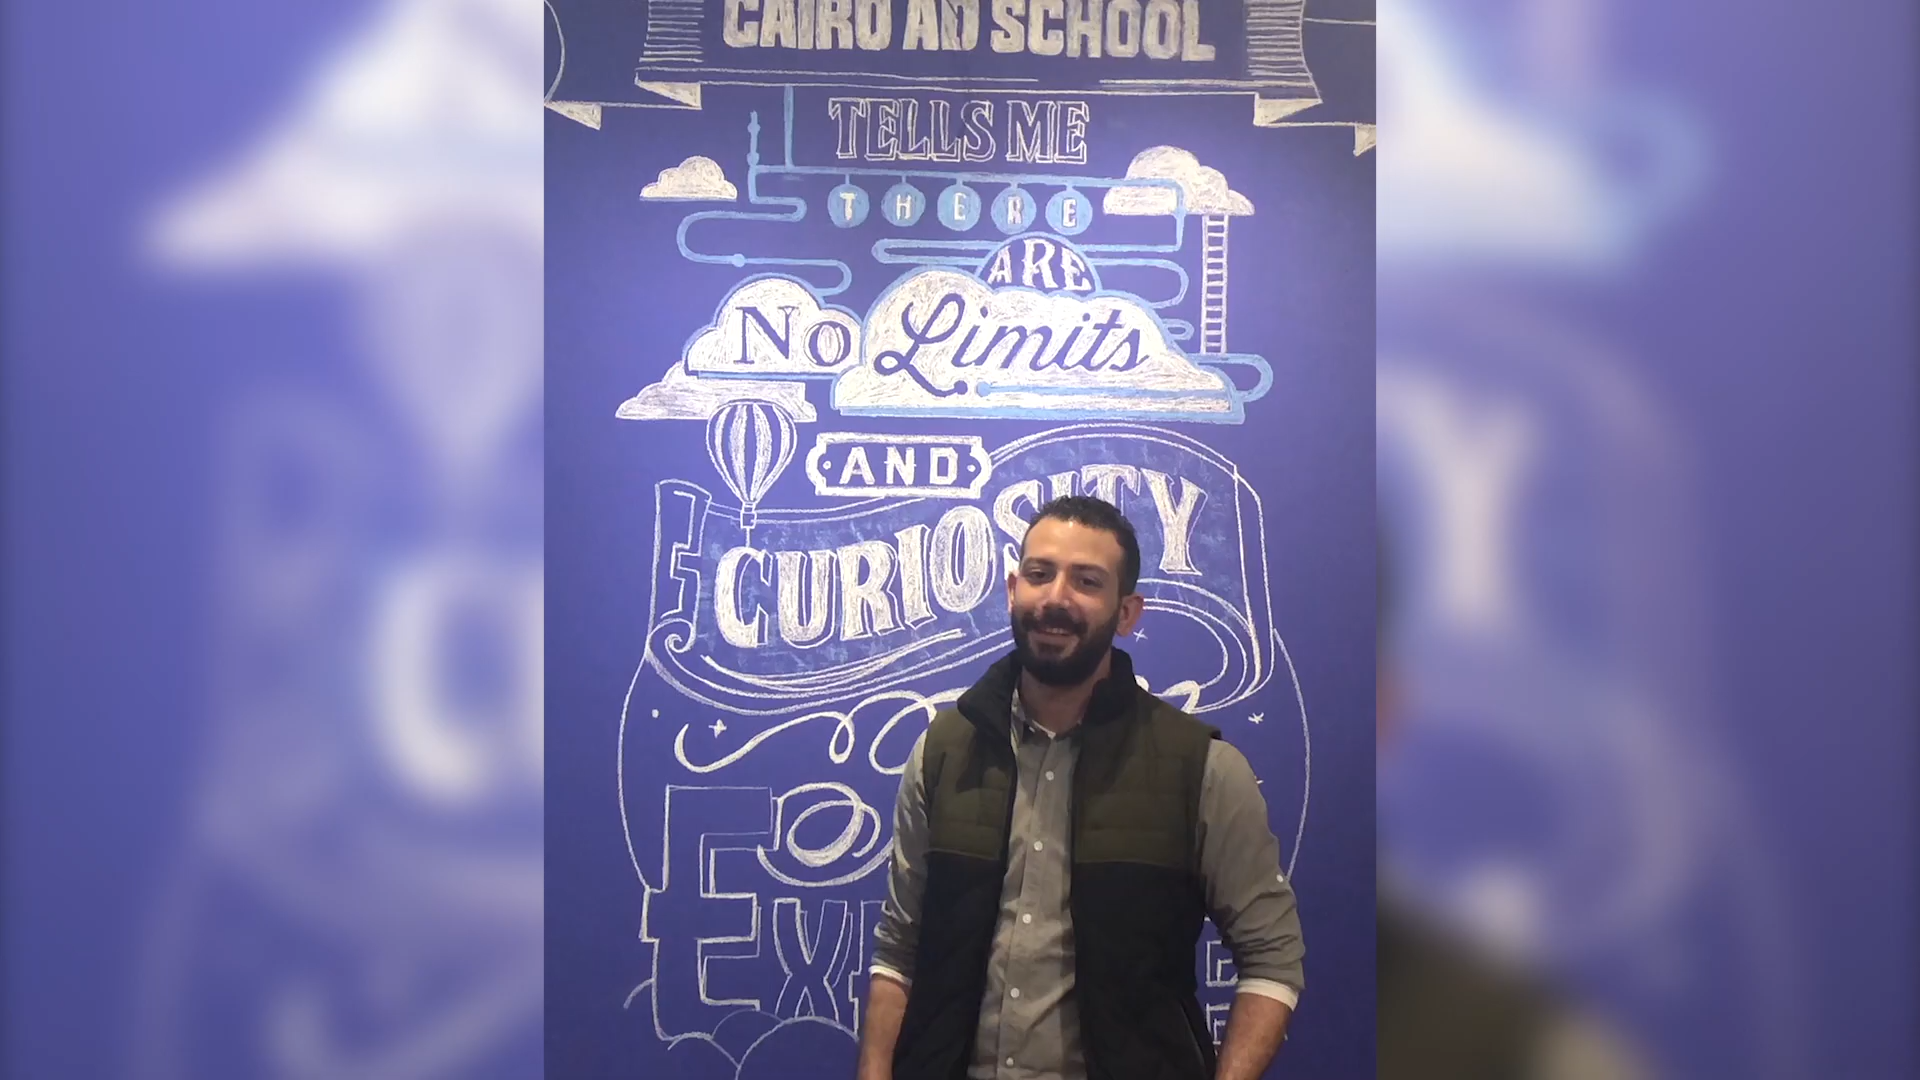 CAIRO AD SCHOOL
TELLS ME
THERE
ARE
No Limits
AND
CURIOSITY